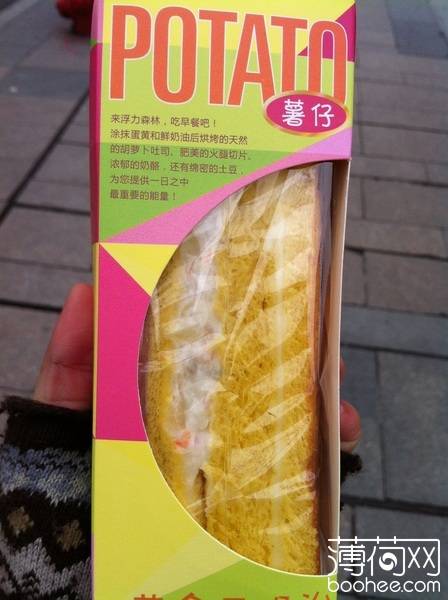 POTATO
薯仔
来浮力森林，吃早餐吧！
涂抹蛋黄和鲜奶油后烘烤的天然
的胡萝卜吐司、肥美的火腿切片、
浓郁的奶酪，还有绵密的土豆，
为您提供一日之中
最重要的能量！
薄荷网
boohee.com